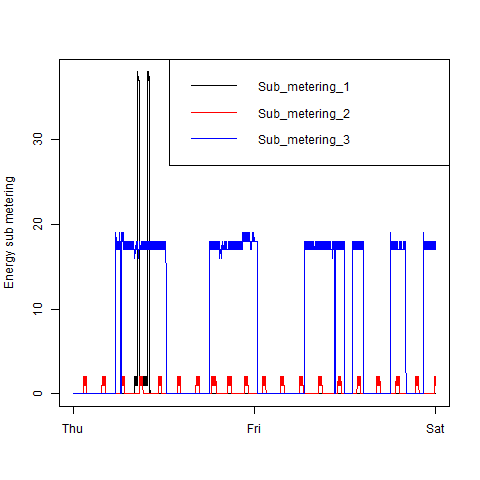 Sub_metering_1
Sub_metering_2
Sub_metering_3
Energy sub metering
30
20
10
0
Thu Fri Sat